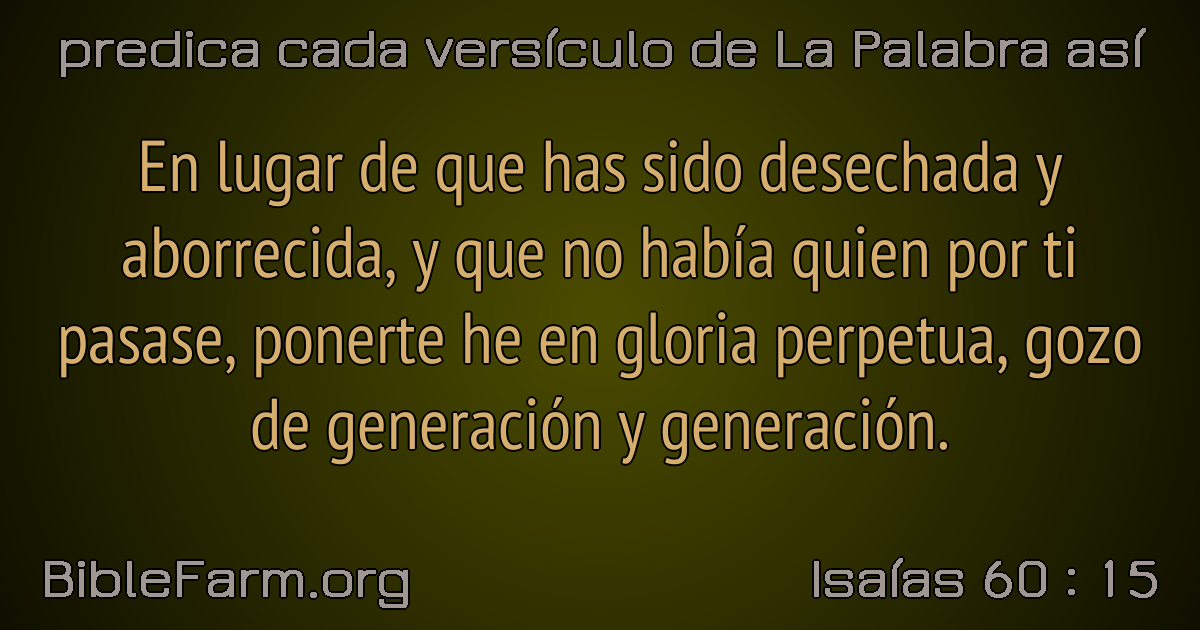 predica cada versículo de La Palabra así
En lugar de que has sido desechada y
aborrecida, y que no había quien por ti
pasase, ponerte he en gloria perpetua, gozo
de generación y generación.
BibleFarm.org
Isaías 60 : 15